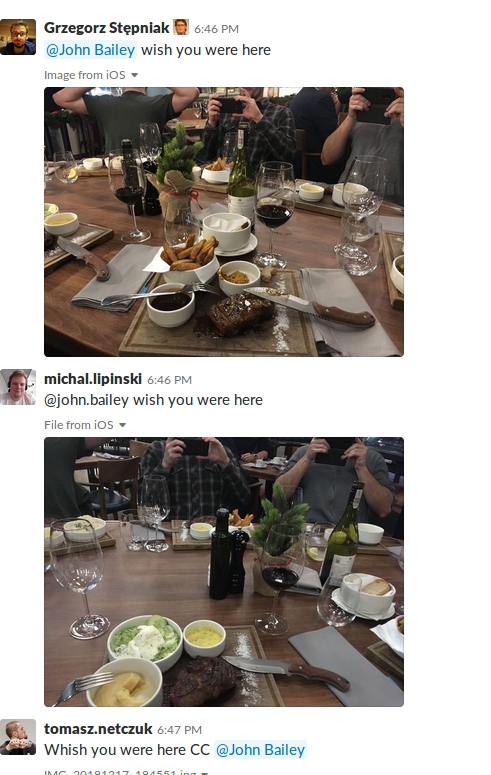 Grzegorz Stępniak 6:46 PM
@John Bailey wish you were here
Image from iOS
michal.lipinski 6:46 PM
@john.bailey wish you were here
File from iOS
tomasz.netczuk 6:47 PM
Whish you were here CC @John Bailey
IMG_20181217_184551.jpg